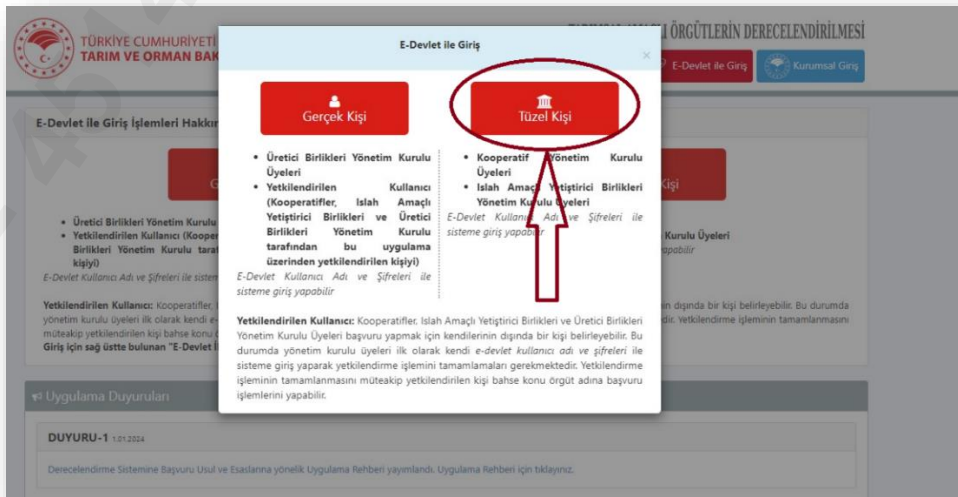 TÜRKİYE CUMHURİYETİ
TARIM VE ORMAN BAK
I ÖRGÜTLERİN DERECELENDİRİLMESİ
E-Devlet ile Giriş
Kurumsal Giriş
E-Devlet ile Giriş
×
Gerçek Kişi
Tüzel Kişi
• Üretici Birlikleri Yönetim Kurulu
Üyeleri
• Yetkilendirilen Kullanıcı
(Kooperatifler, Islah Amaçlı
Yetiştirici Birlikleri ve Üretici
Birlikleri Yönetim Kurulu
tarafından bu uygulama
üzerinden yetkilendirilen kişiyi)
E-Devlet Kullanıcı Adı ve Şifreleri ile
sisteme giriş yapabilir
• Kooperatif Yönetim Kurulu
Üyeleri
• Islah Amaçlı Yetiştirici Birlikleri
Yönetim Kurulu Üyeleri
E-Devlet Kullanıcı Adı ve Şifreleri ile
sisteme giriş yapabilir
Yetkilendirilen Kullanıcı: Kooperatifler, Islah Amaçlı Yetiştirici Birlikleri ve Üretici Birlikleri
Yönetim Kurulu Üyeleri başvuru yapmak için kendilerinin dışında bir kişi belirleyebilir. Bu
durumda yönetim kurulu üyeleri ilk olarak kendi e-devlet kullanıcı adı ve şifreleri ile
sisteme giriş yaparak yetkilendirme işlemini tamamlamaları gerekmektedir. Yetkilendirme
işleminin tamamlanmasını müteakip yetkilendirilen kişi bahse konu örgüt adına başvuru
işlemlerini yapabilir.
E-Devlet ile Giriş İşlemleri Hakkın
G
Kişi
• Üretici Birlikleri Yönetim Kurulu
• Yetkilendirilen Kullanıcı (Kooper
Birlikleri Yönetim Kurulu taraf
kişiyi)
E-Devlet Kullanıcı Adı ve Şifreleri ile sistem
Kurulu Üyeleri
yapabilir
Yetkilendirilen Kullanıcı: Kooperatifler, I
yönetim kurulu üyeleri ilk olarak kendi e-
müteakip yetkilendirilen kişi bahse konu ö
Giriş için sağ üstte bulunan "E-Devlet İ
in dışında bir kişi belirleyebilir. Bu durumda
dir. Yetkilendirme işleminin tamamlanmasını
Uygulama Duyuruları
DUYURU-1 1.01.2024
Derecelendirme Sistemine Başvuru Usul ve Esaslarına yönelik Uygulama Rehberi yayımlandı. Uygulama Rehberi için tıklayınız.